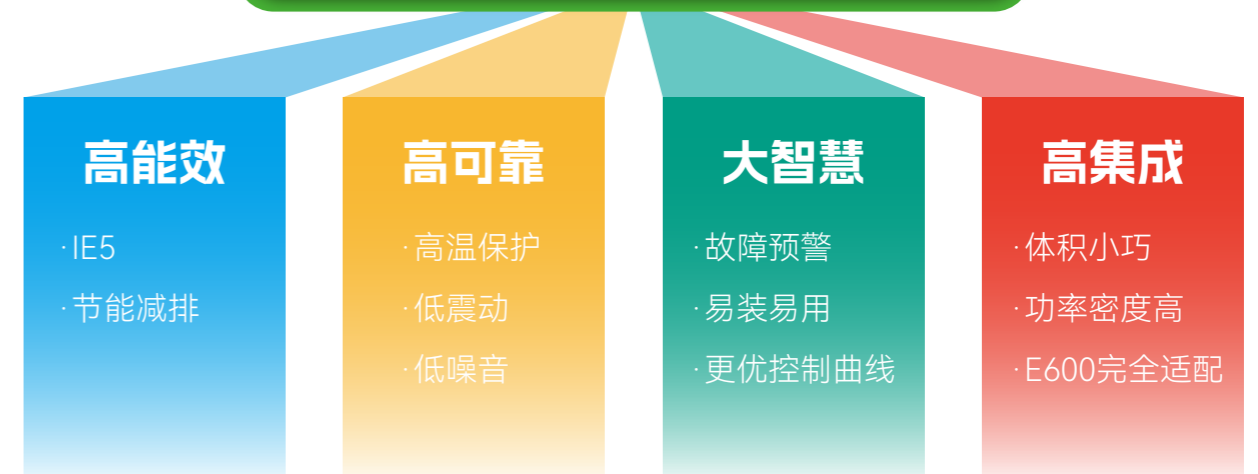 高能效
·IE5
·节能减排
高可靠
·高温保护
·低震动
·低噪音
大智慧
·故障预警
·易装易用
·更优控制曲线
高集成
·体积小巧
·功率密度高
·E600完全适配